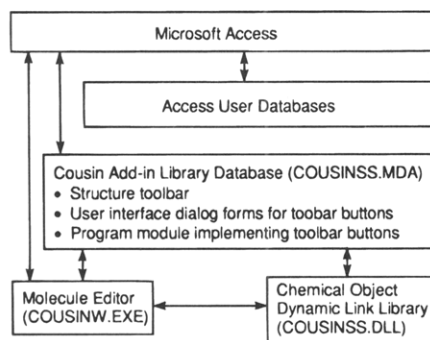 Microsoft Access
Access User Databases
Cousin Add-in Library Database (COUSINSS.MDA)
• Structure toolbar
• User interface dialog forms for toobar buttons
• Program module implementing toolbar buttons
Molecule Editor
(COUSINW.EXE)
Chemical Object
Dynamic Link Library
(COUSINSS.DLL)